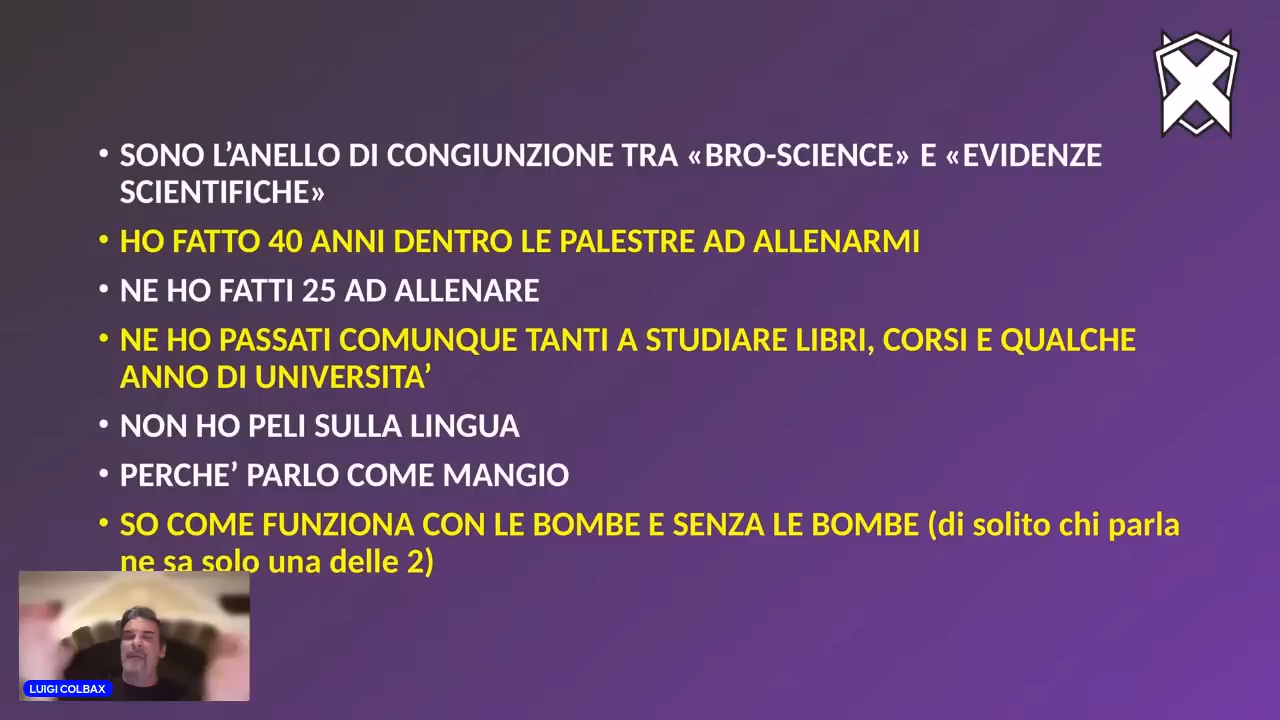 • SONO L’ANELLO DI CONGIUNZIONE TRA «BRO-SCIENCE» E «EVIDENZE
SCIENTIFICHE»
• HO FATTO 40 ANNI DENTRO LE PALESTRE AD ALLENARMI
• NE HO FATTI 25 AD ALLENARE
• NE HO PASSATI COMUNQUE TANTI A STUDIARE LIBRI, CORSI E QUALCHE
ANNO DI UNIVERSITA’
• NON HO PELI SULLA LINGUA
• PERCHE’ PARLO COME MANGIO
• SO COME FUNZIONA CON LE BOMBE E SENZA LE BOMBE (di solito chi parla
ne sa solo una delle 2)
LUIGI COLBAX